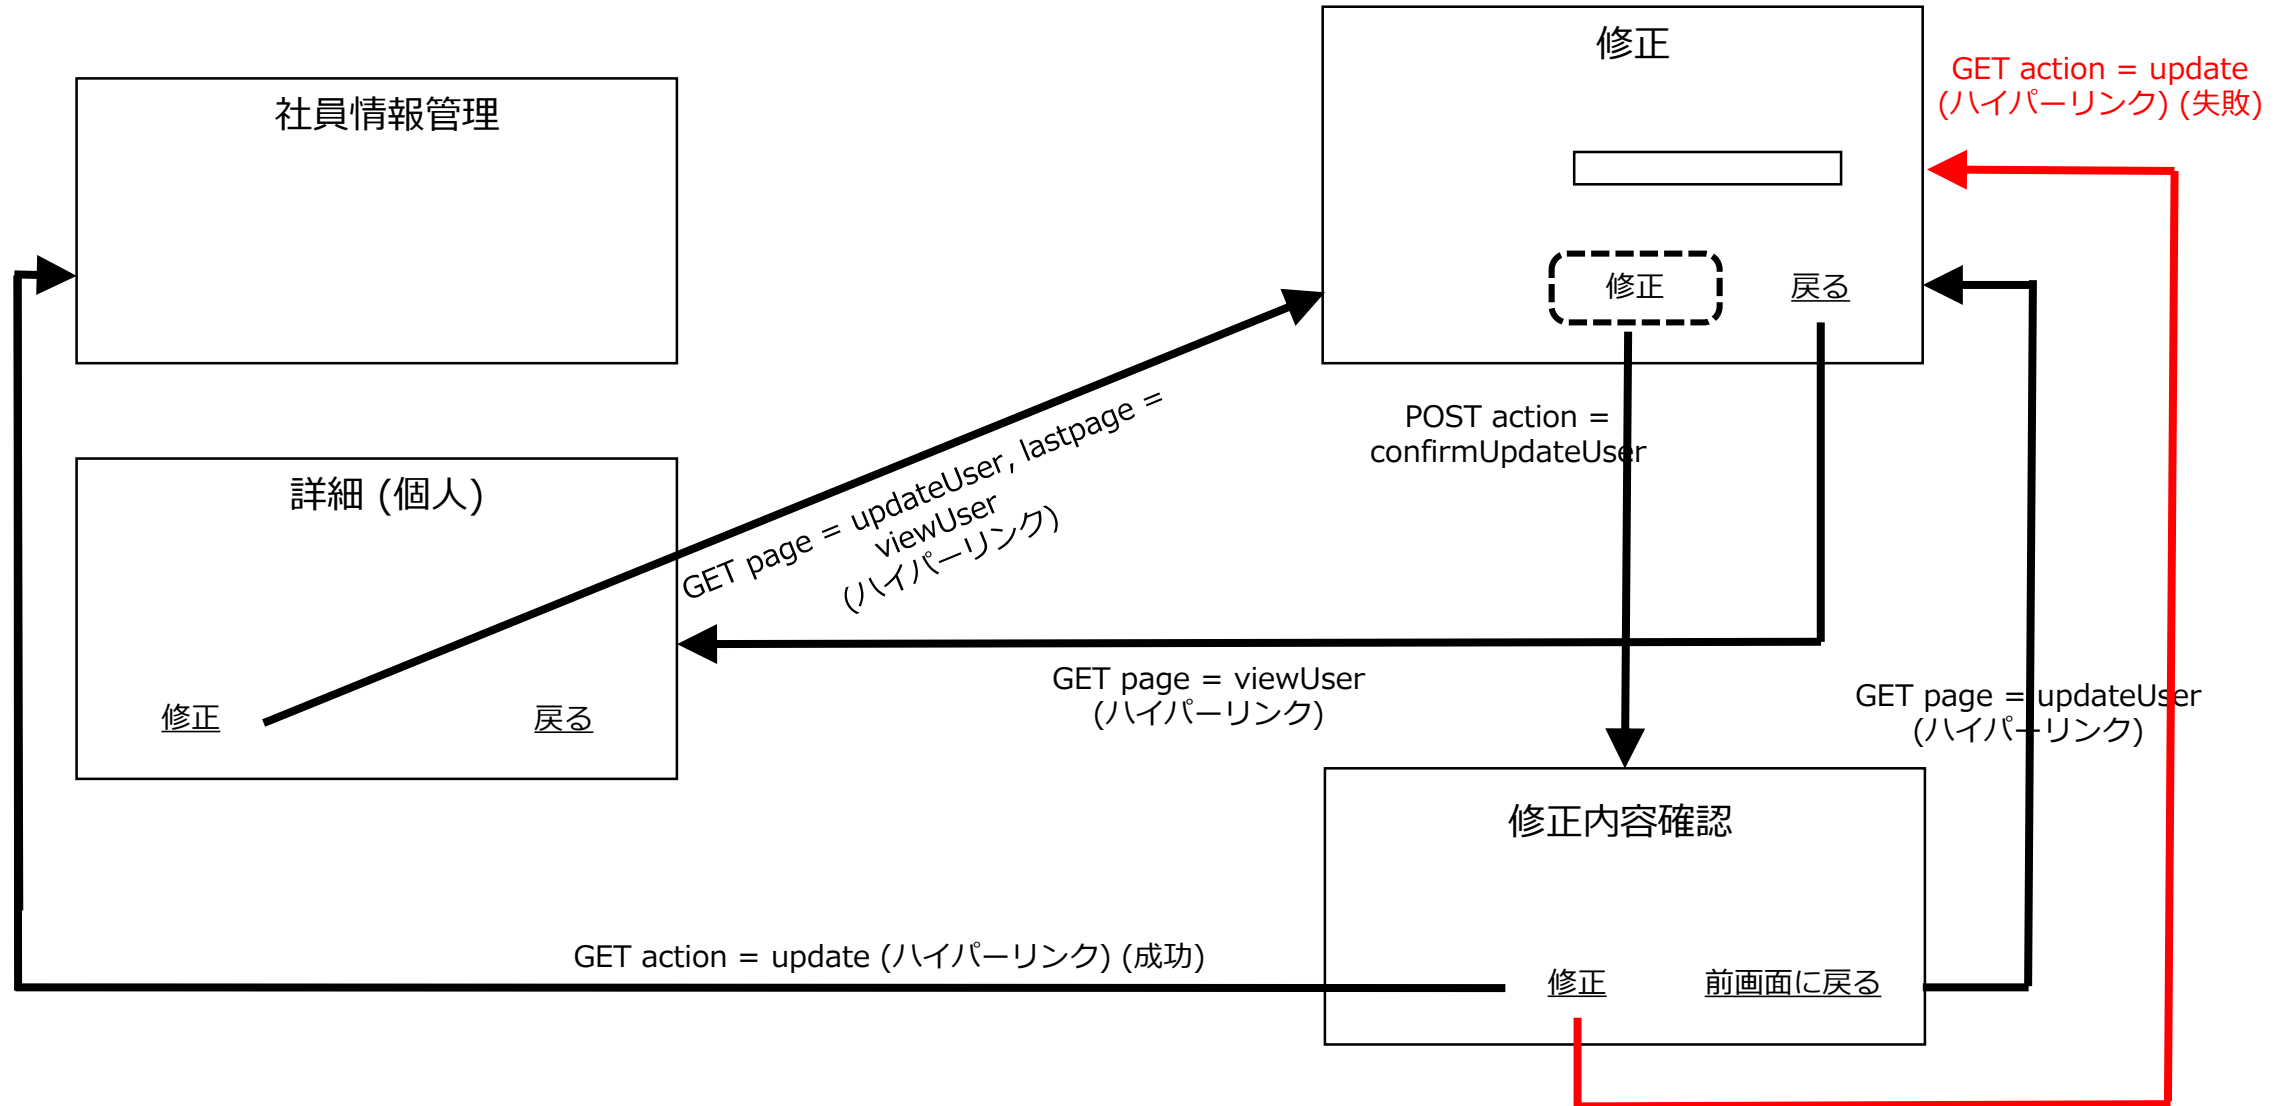 修正
GET action = update
(ハイパーリンク) (失敗)
社員情報管理
修正
戻る
POST action =
confirmUpdateUser
GET page = updateUser, lastpage =
viewUser
(ハイパーリンク)
詳細 (個人)
修正
戻る
GET page = viewUser
(ハイパーリンク)
GET page = updateUser
(ハイパーリンク)
修正内容確認
GET action = update (ハイパーリンク) (成功)
修正
前画面に戻る